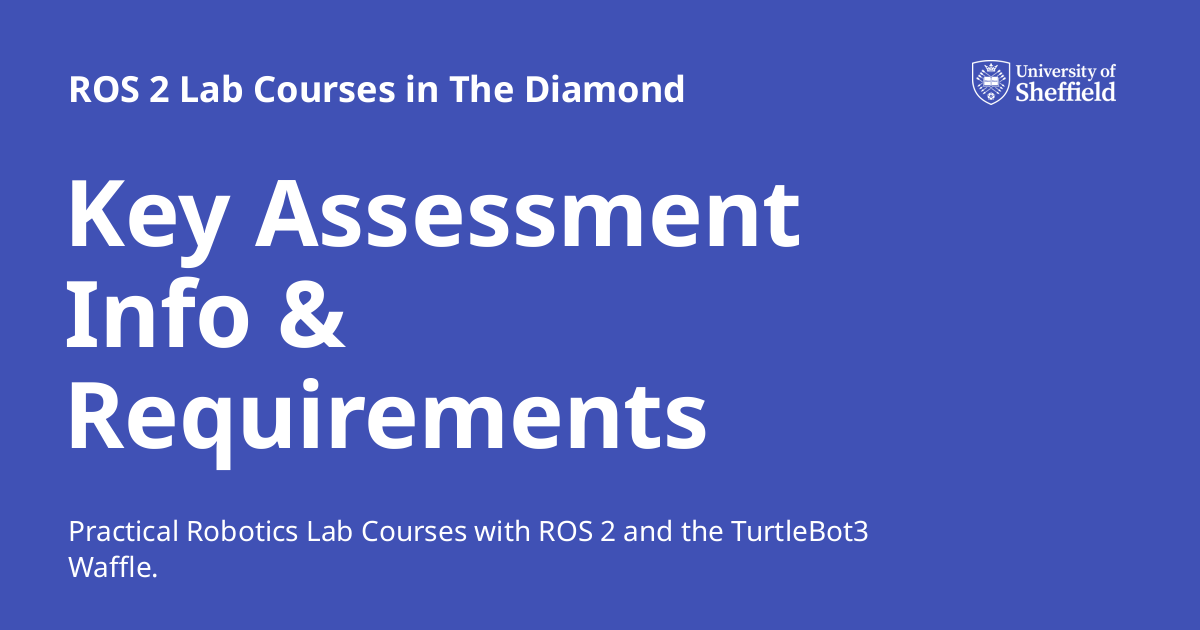 ROS 2 Lab Courses in The Diamond
University of
Sheffield
Key Assessment
Info &
Requirements
Practical Robotics Lab Courses with ROS 2 and the TurtleBot3
Waffle.